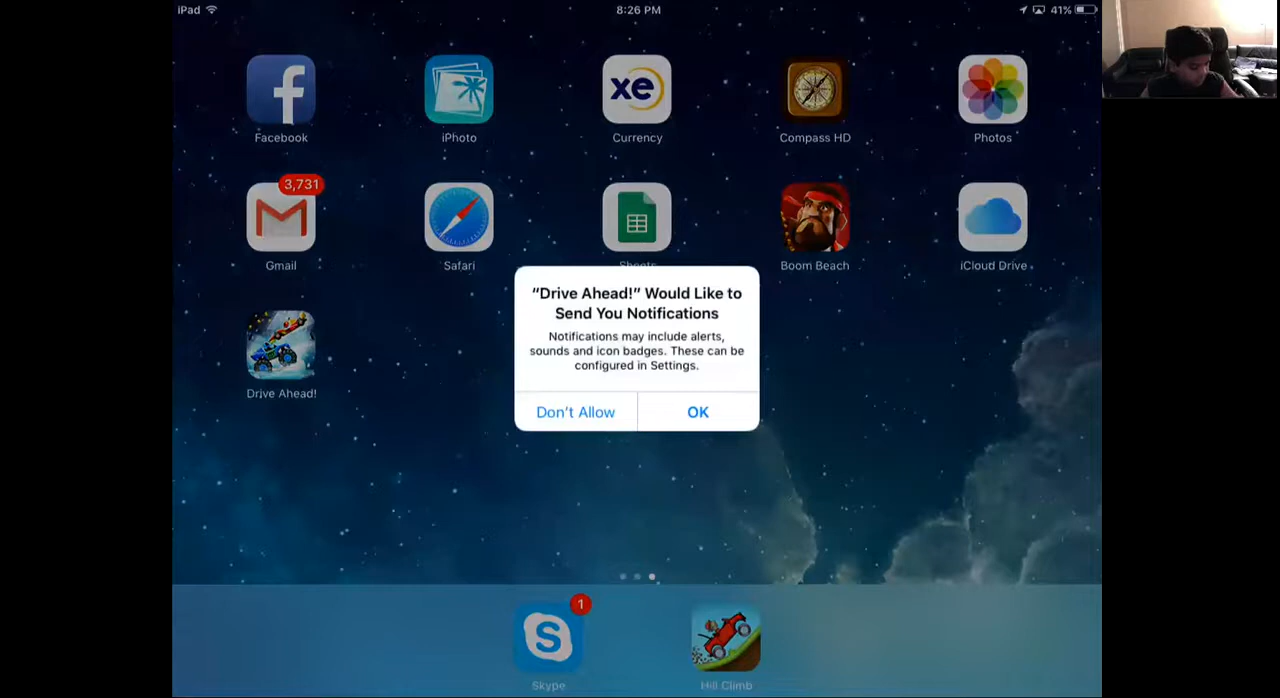 iPad 8:26 PM 41%
Facebook iPhoto xe Currency Compass HD Photos
3,731
Gmail Safari Sheets Boom Beach iCloud Drive
"Drive Ahead!" Would Like to
Send You Notifications
Notifications may include alerts,
sounds and icon badges. These can be
configured in Settings.
Drive Ahead!
Don't Allow OK
1
Skype Hill Climb